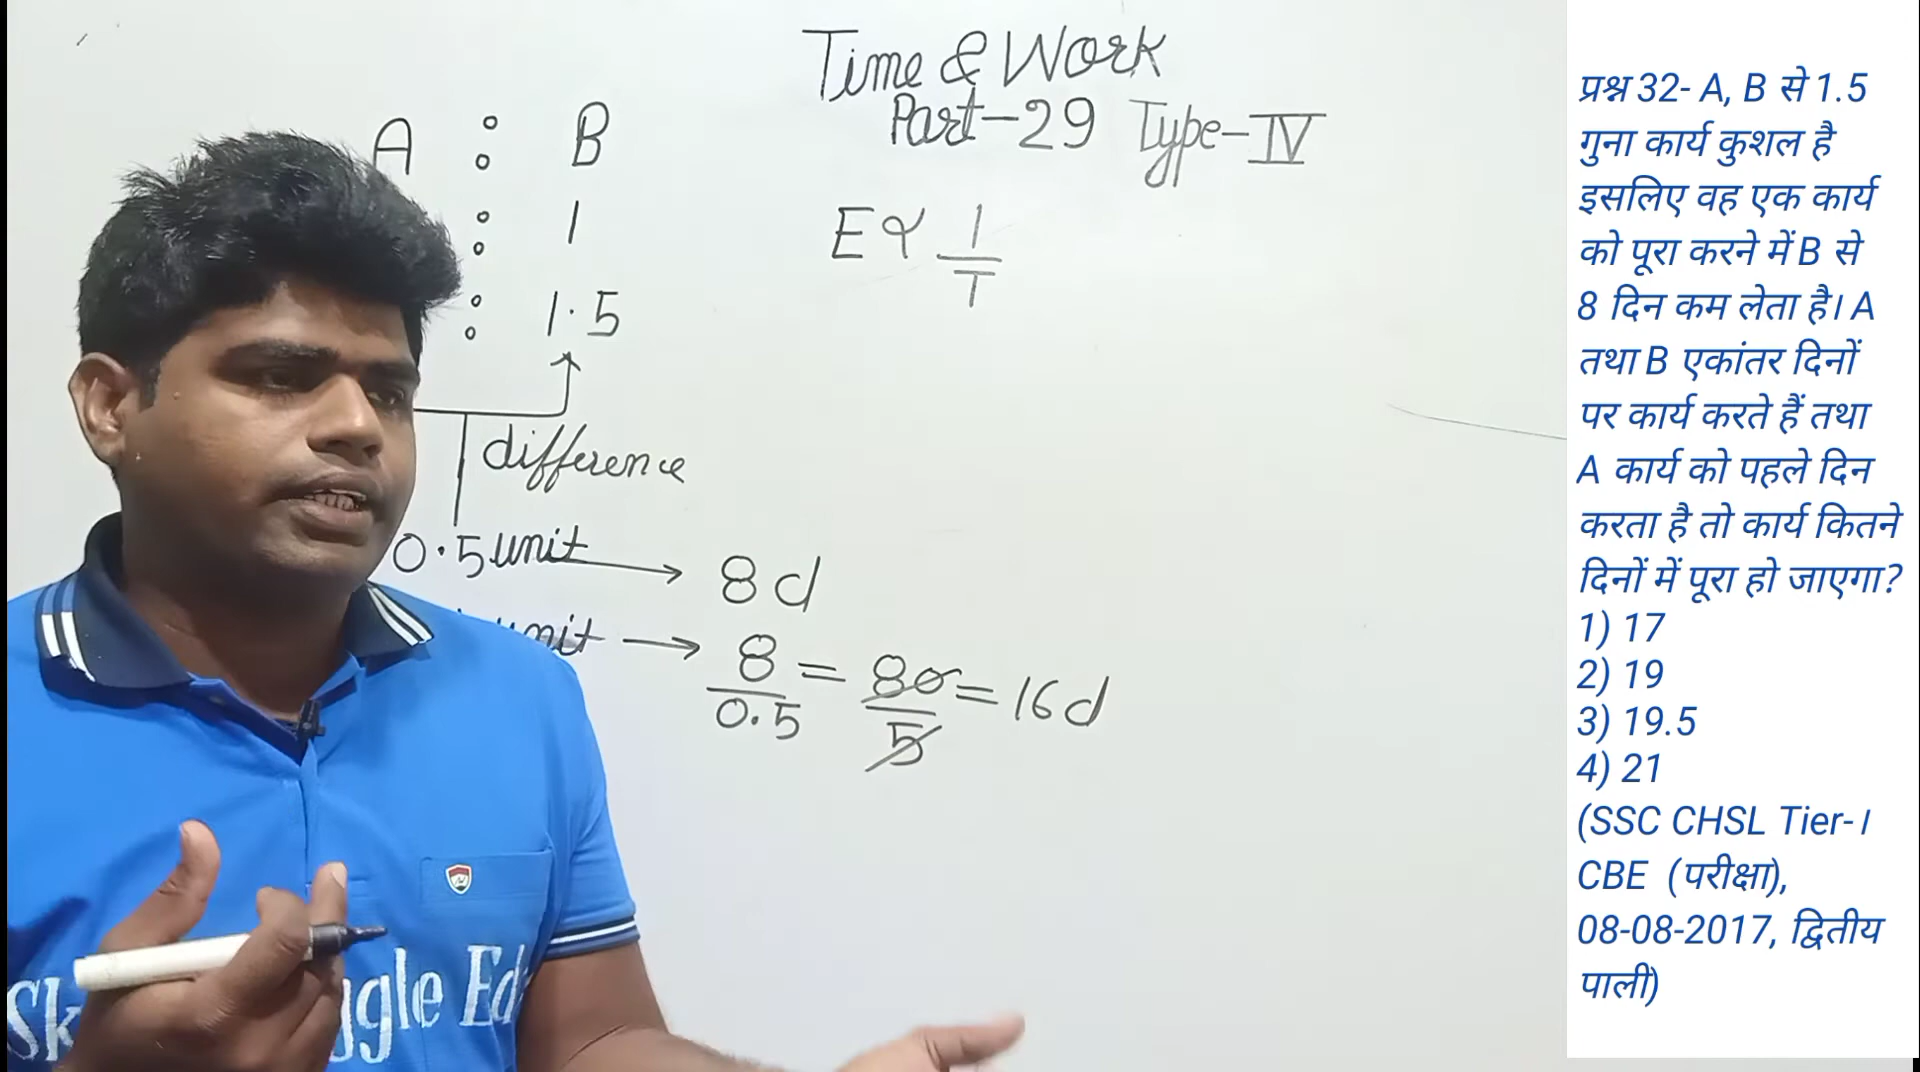 Time & Work
Part-29 Type-IV
A : B
: 1
: 1.5
E ∝ 1/T
difference
0.5 unit → 8d
unit → 8/0.5 = 80/5 = 16d
प्रश्न 32- A, B से 1.5
गुना कार्य कुशल है
इसलिए वह एक कार्य
को पूरा करने में B से
8 दिन कम लेता है। A
तथा B एकांतर दिनों
पर कार्य करते हैं तथा
A कार्य को पहले दिन
करता है तो कार्य कितने
दिनों में पूरा हो जाएगा?
1) 17
2) 19
3) 19.5
4) 21
(SSC CHSL Tier-I
CBE (परीक्षा),
08-08-2017, द्वितीय
पाली)